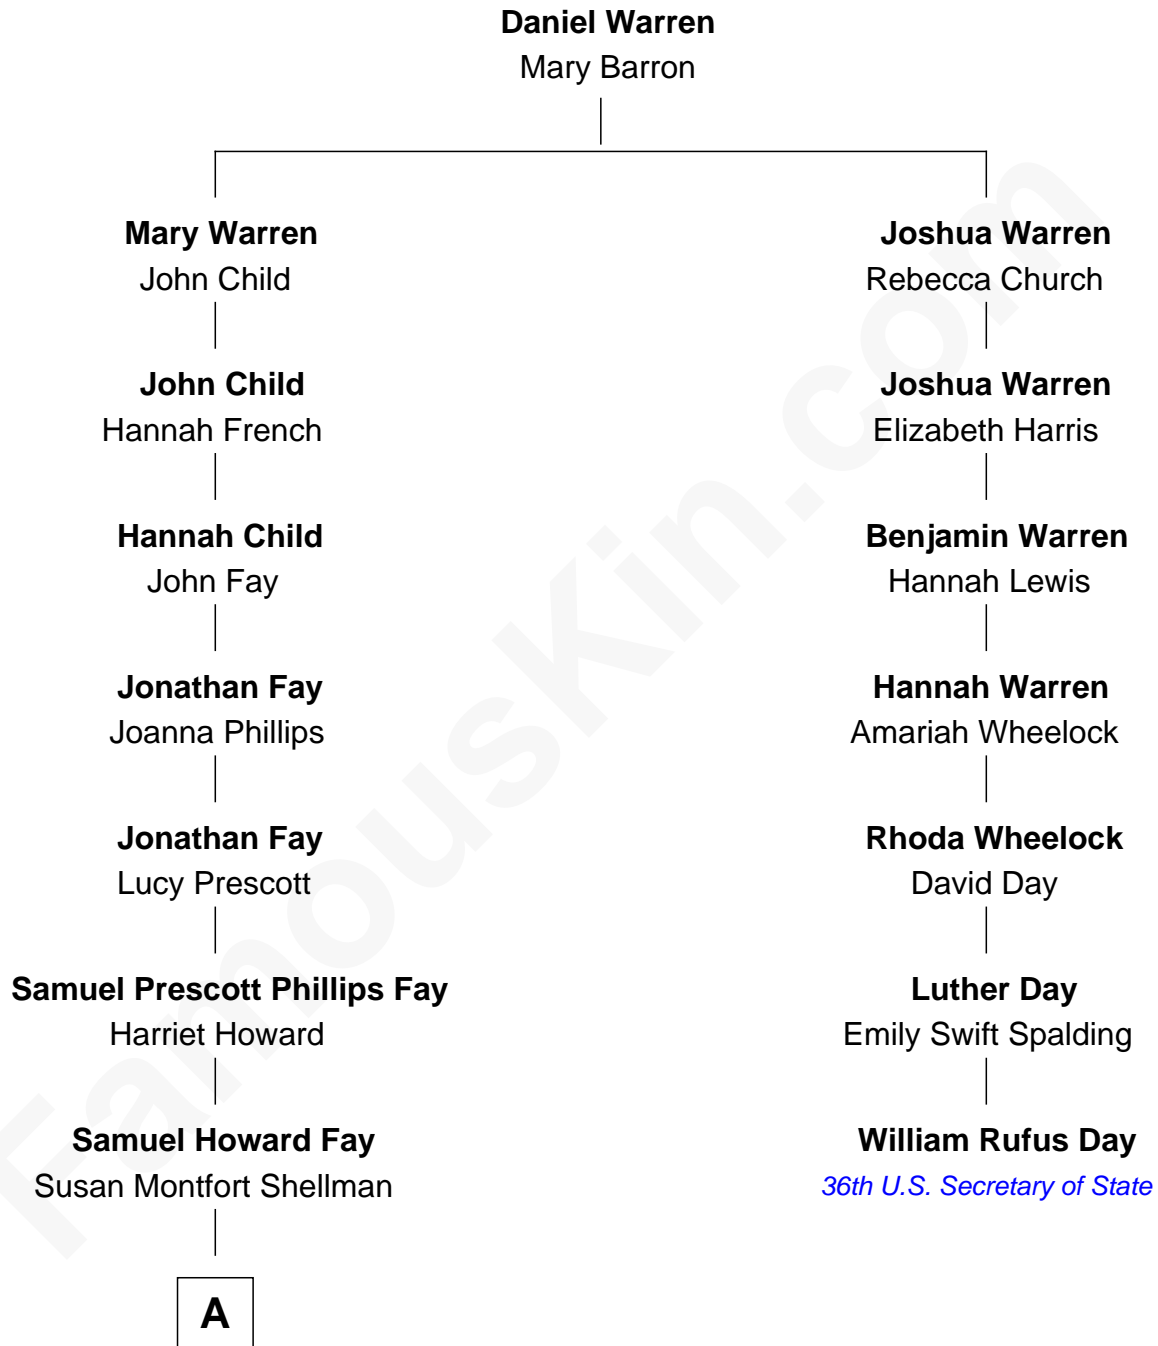 Daniel Warren
Mary Barron
Mary Warren
John Child
Joshua Warren
Rebecca Church
John Child
Hannah French
Joshua Warren
Elizabeth Harris
Hannah Child
John Fay
Benjamin Warren
Hannah Lewis
Jonathan Fay
Joanna Phillips
Hannah Warren
Amariah Wheelock
Jonathan Fay
Lucy Prescott
Rhoda Wheelock
David Day
Samuel Prescott Phillips Fay
Harriet Howard
Luther Day
Emily Swift Spalding
Samuel Howard Fay
Susan Montfort Shellman
William Rufus Day
36th U.S. Secretary of State
A
FamousKin.com